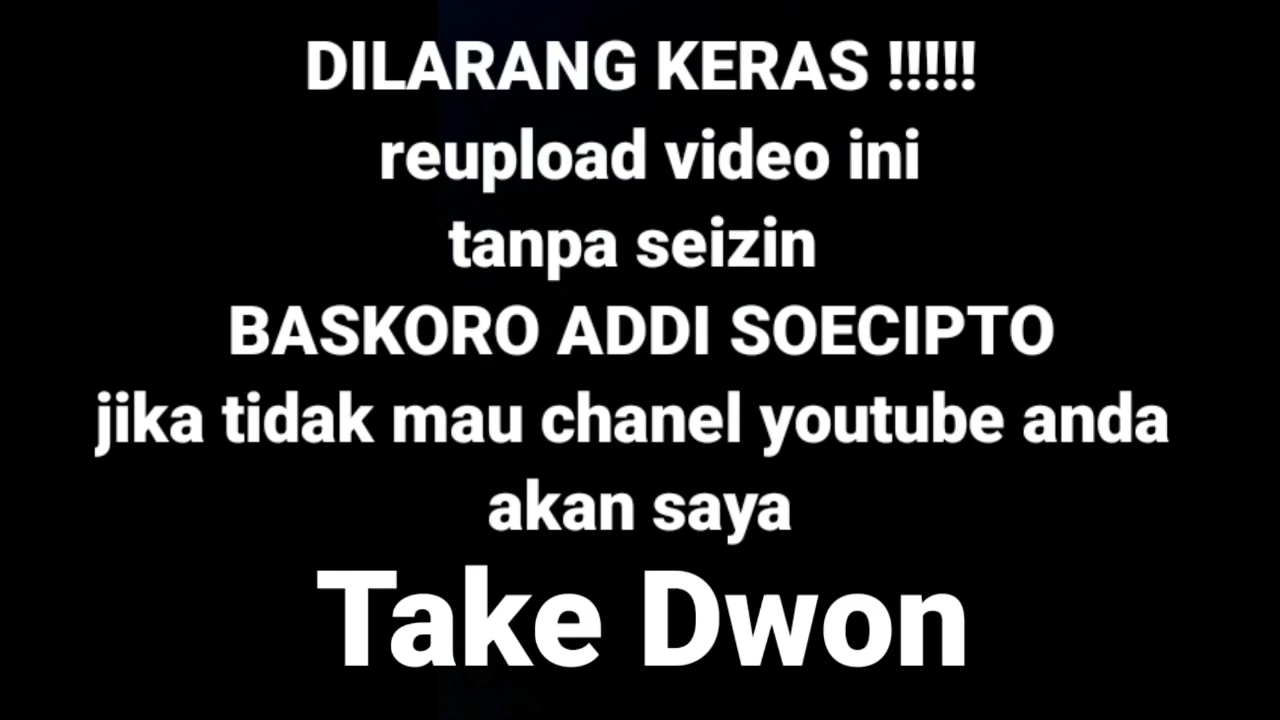 DILARANG KERAS !!!!!
reupload video ini
tanpa seizin
BASKORO ADDI SOECIPTO
jika tidak mau chanel youtube anda
akan saya
Take Dwon